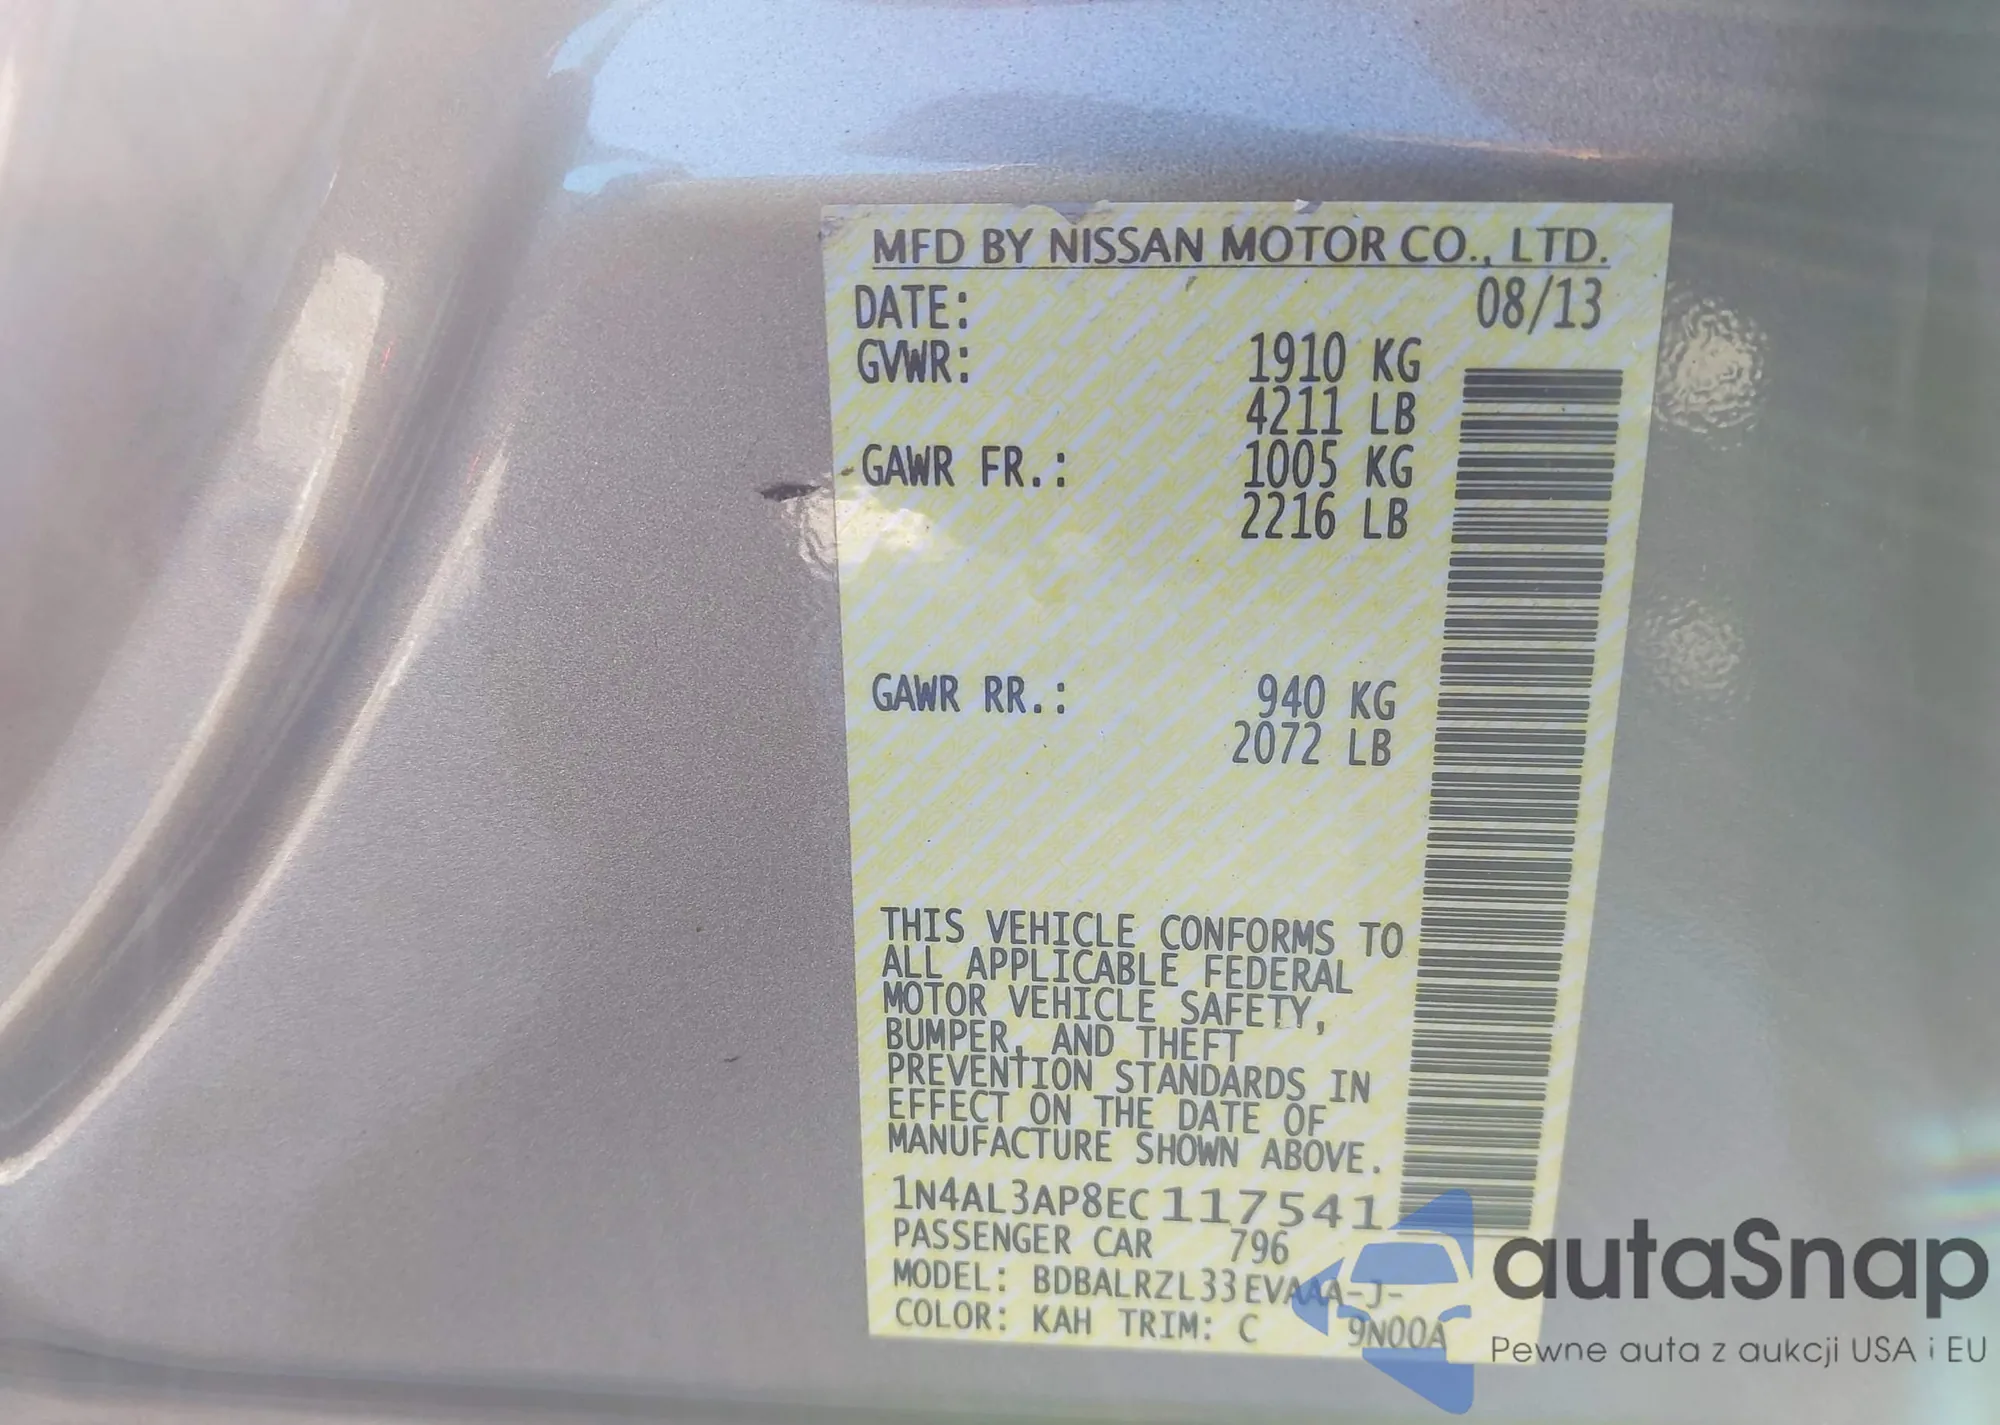 MFD BY NISSAN MOTOR CO., LTD.
DATE: 08/13
GVWR: 1910 KG
4211 LB
GAWR FR.: 1005 KG
2216 LB
GAWR RR.: 940 KG
2072 LB
THIS VEHICLE CONFORMS TO
ALL APPLICABLE FEDERAL
MOTOR VEHICLE SAFETY,
BUMPER, AND THEFT
PREVENTION STANDARDS IN
EFFECT ON THE DATE OF
MANUFACTURE SHOWN ABOVE.
1N4AL3AP8EC117541
PASSENGER CAR 796
MODEL: BDBALRZL33EVAAA-J-
COLOR: KAH TRIM: C 9N00A
autaSnap
Pewne auta z aukcji USA i EU